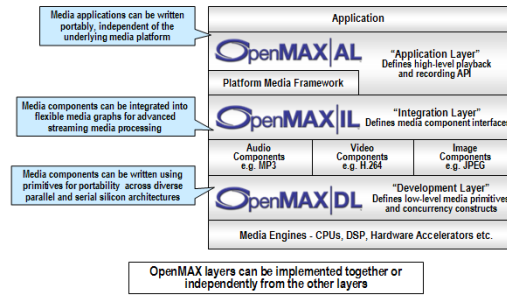 Media applications can be written
portably, independent of the
underlying media platform
Application
OpenMAX|AL
"Application Layer"
Defines high-level playback
and recording API
Platform Media Framework
Media components can be integrated into
flexible media graphs for advanced
streaming media processing
OpenMAX|IL
"Integration Layer"
Defines media component interfaces
Audio
Components
e.g. MP3
Video
Components
e.g. H.264
Image
Components
e.g. JPEG
Media components can be written using
primitives for portability across diverse
parallel and serial silicon architectures
OpenMAX|DL
"Development Layer"
Defines low-level media primitives
and concurrency constructs
Media Engines - CPUs, DSP, Hardware Accelerators etc.
OpenMAX layers can be implemented together or
independently from the other layers